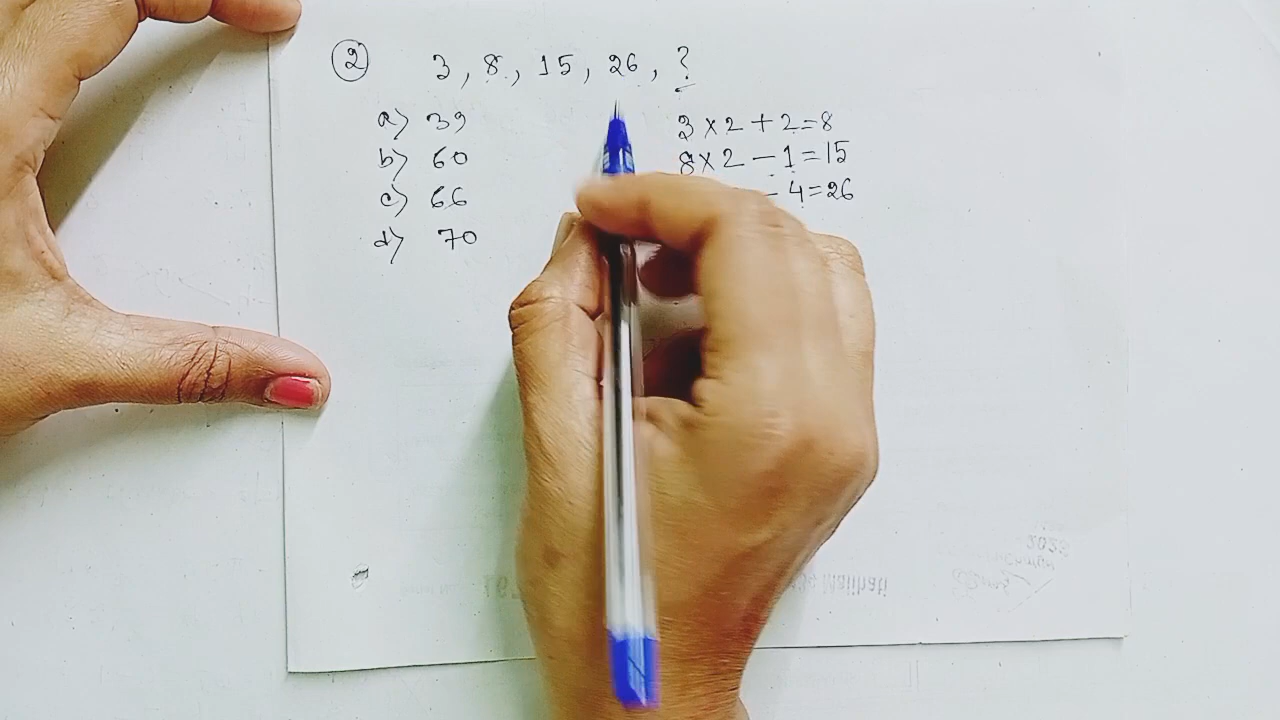 ② 3, 8, 15, 26, ?
a) 39
b) 60
c) 66
d) 70
3 × 2 + 2 = 8
8 × 2 − 1 = 15
− 4 = 26